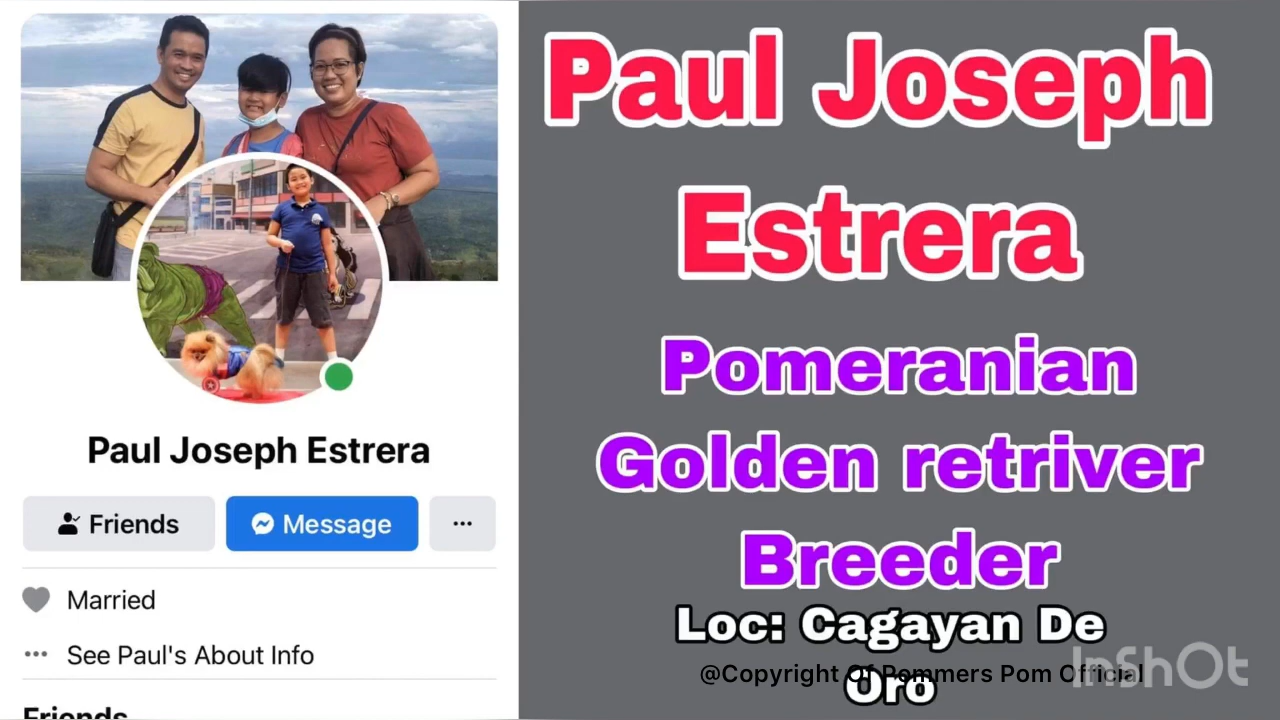 Paul Joseph Estrera
Friends
Message
Married
See Paul's About Info
Friends
Paul Joseph
Estrera
Pomeranian
Golden retriver
Breeder
Loc: Cagayan De
Oro
@Copyright Of Pommers Pom Official
InShOt